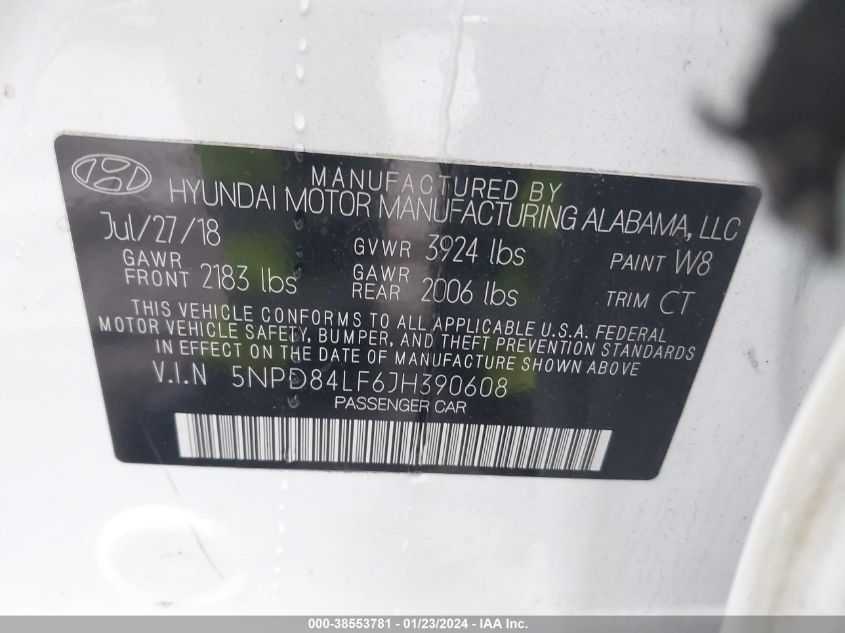 MANUFACTURED BY
HYUNDAI MOTOR MANUFACTURING ALABAMA, LLC
Jul/27/18
GVWR 3924 lbs
PAINT W8
GAWR
FRONT 2183 lbs
GAWR
REAR 2006 lbs
TRIM CT
THIS VEHICLE CONFORMS TO ALL APPLICABLE U.S.A. FEDERAL
MOTOR VEHICLE SAFETY, BUMPER, AND THEFT PREVENTION STANDARDS
IN EFFECT ON THE DATE OF MANUFACTURE SHOWN ABOVE
V.I.N 5NPD84LF6JH390608
PASSENGER CAR
000-38553781 - 01/23/2024 - IAA Inc.